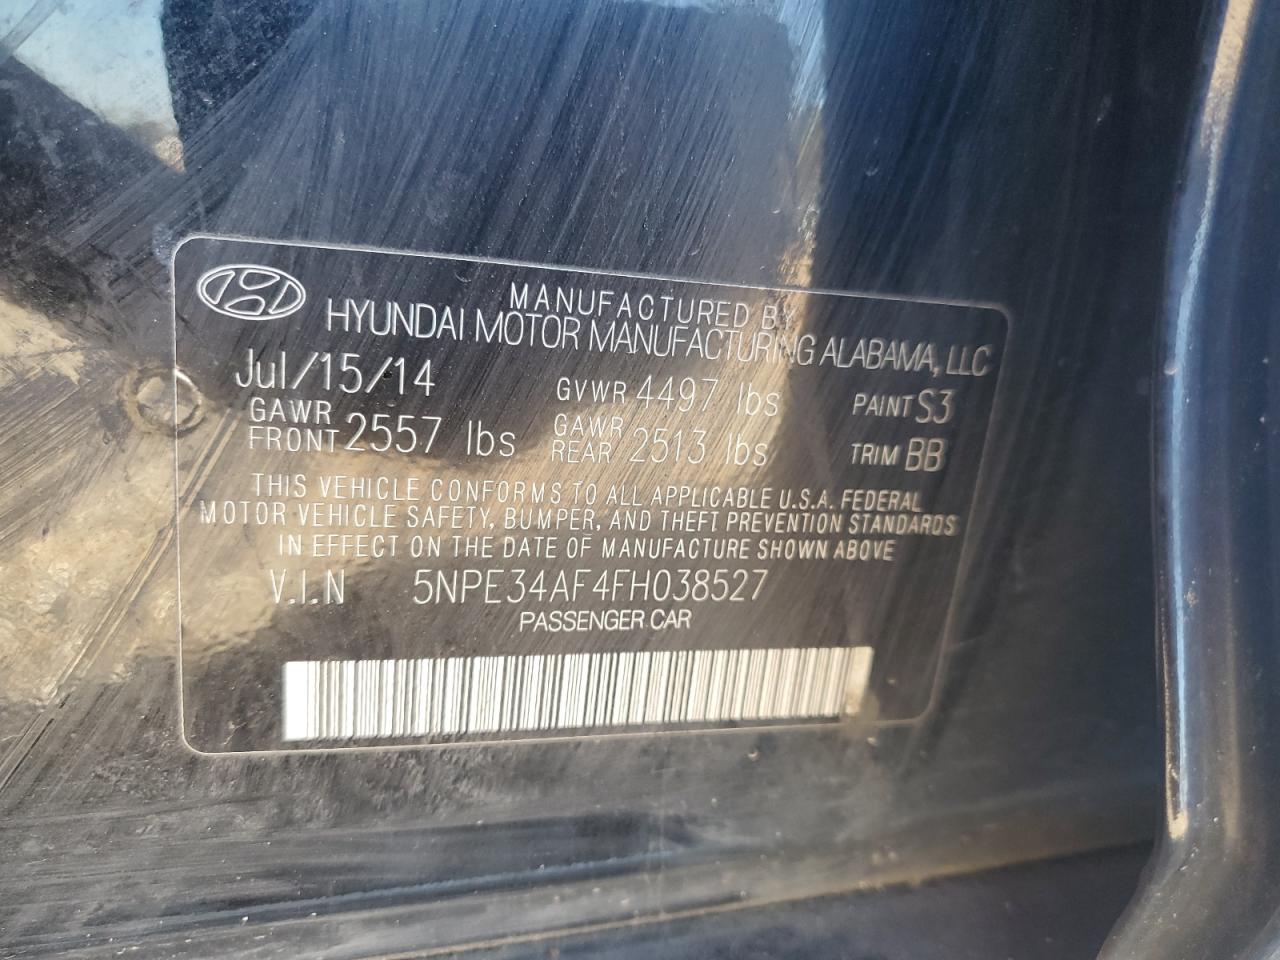 MANUFACTURED BY
HYUNDAI MOTOR MANUFACTURING ALABAMA, LLC
Jul/15/14 GVWR 4497 lbs PAINT S3
GAWR FRONT 2557 lbs GAWR REAR 2513 lbs TRIM BB
THIS VEHICLE CONFORMS TO ALL APPLICABLE U.S.A. FEDERAL
MOTOR VEHICLE SAFETY, BUMPER, AND THEFT PREVENTION STANDARDS
IN EFFECT ON THE DATE OF MANUFACTURE SHOWN ABOVE
V.I.N 5NPE34AF4FH038527
PASSENGER CAR